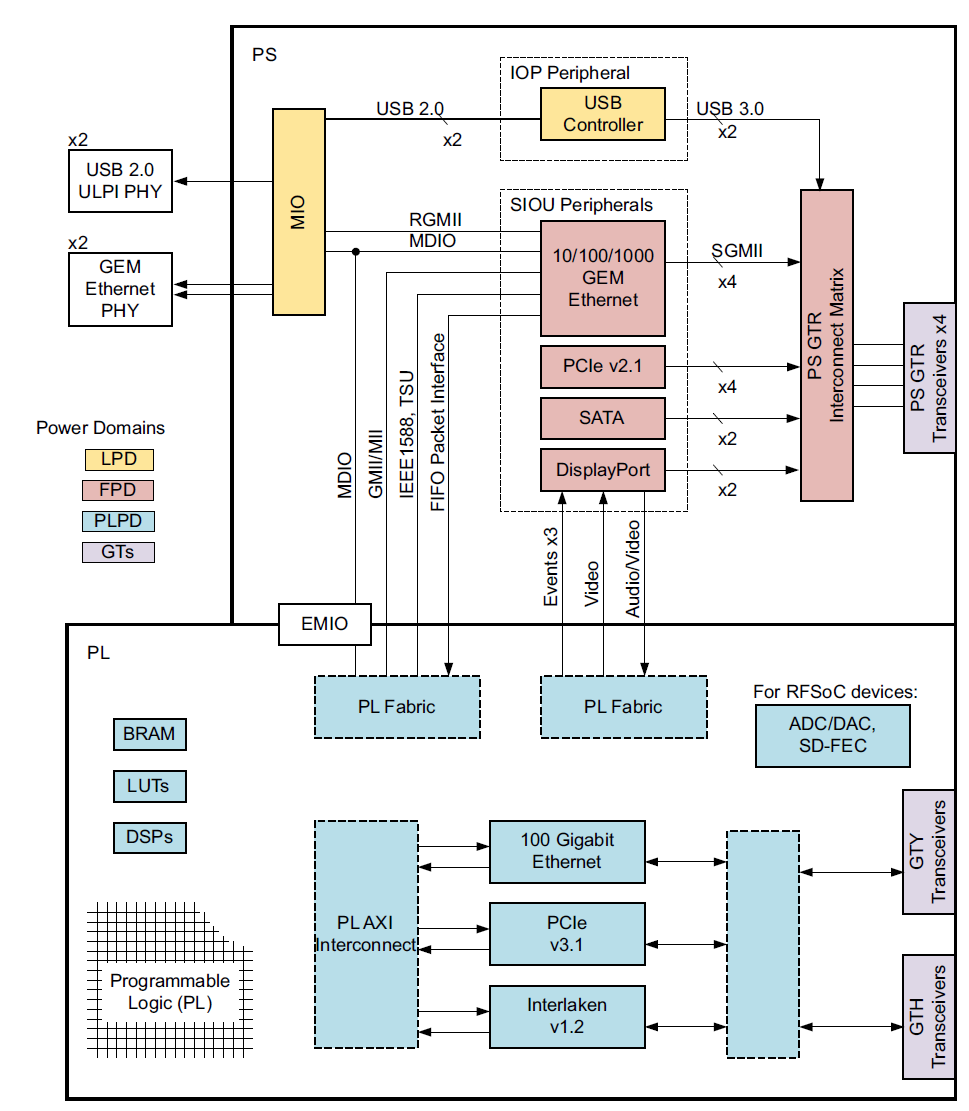 PS
IOP Peripheral
USB
Controller
USB 2.0
x2
USB 3.0
x2
x2
USB 2.0
ULPI PHY
MIO
SIOU Peripherals
RGMII
MDIO
10/100/1000
GEM
Ethernet
SGMII
x4
x2
GEM
Ethernet
PHY
PS GTR
Interconnect Matrix
PS GTR
Transceivers x4
PCIe v2.1
x4
SATA
x2
DisplayPort
x2
Power Domains
LPD
FPD
PLPD
GTs
MDIO
GMII/MII
IEEE1588, TSU
FIFO Packet Interface
Events x3
Video
Audio/Video
EMIO
PL
PL Fabric
PL Fabric
For RFSoC devices:
ADC/DAC,
SD-FEC
BRAM
LUTs
DSPs
Programmable
Logic (PL)
PL AXI
Interconnect
100 Gigabit
Ethernet
PCIe
v3.1
Interlaken
v1.2
GTY
Transceivers
GTH
Transceivers